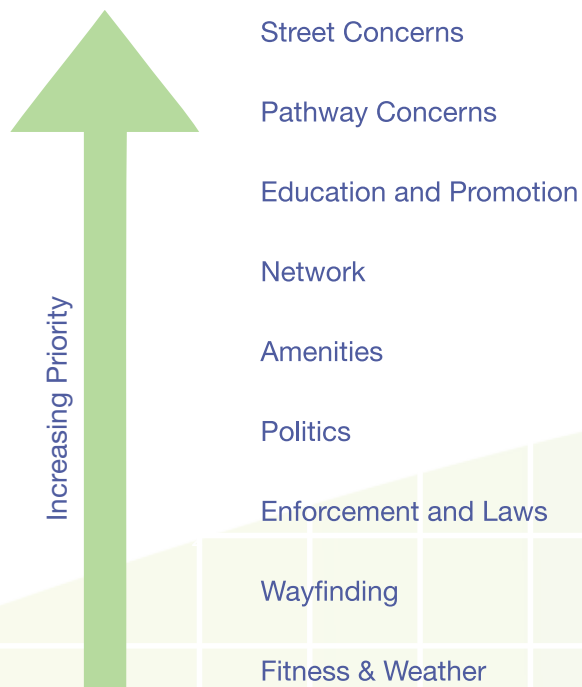 Street Concerns
Pathway Concerns
Education and Promotion
Network
Amenities
Politics
Enforcement and Laws
Wayfinding
Fitness & Weather
Increasing Priority